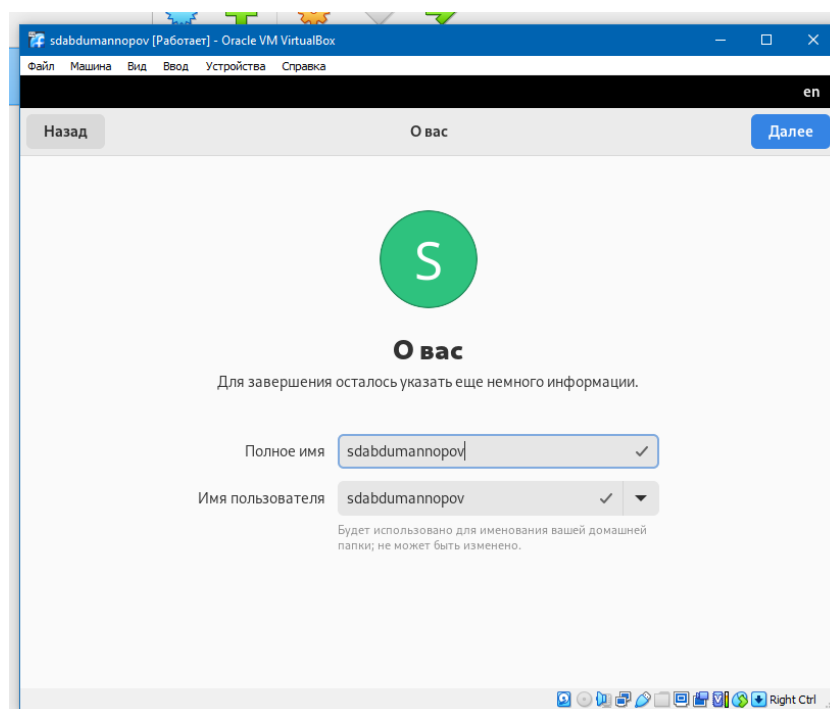 sdabdumannopov [Работает] - Oracle VM VirtualBox
Файл Машина Вид Ввод Устройства Справка
en
Назад О вас Далее
S
О вас
Для завершения осталось указать еще немного информации.
Полное имя sdabdumannopov
Имя пользователя sdabdumannopov
Будет использовано для именования вашей домашней
папки; не может быть изменено.
Right Ctrl